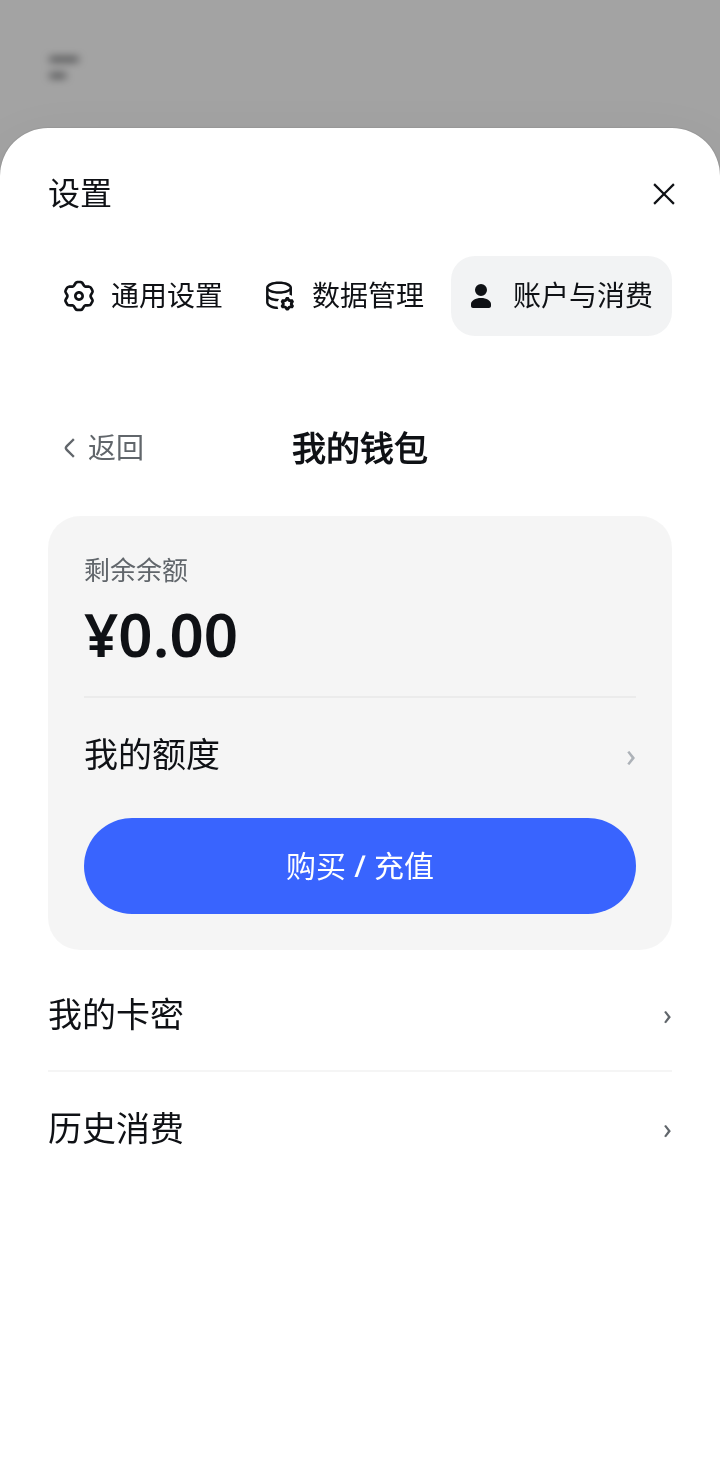 设置
通用设置 数据管理 账户与消费
返回 我的钱包
剩余余额
¥0.00
我的额度
购买 / 充值
我的卡密
历史消费